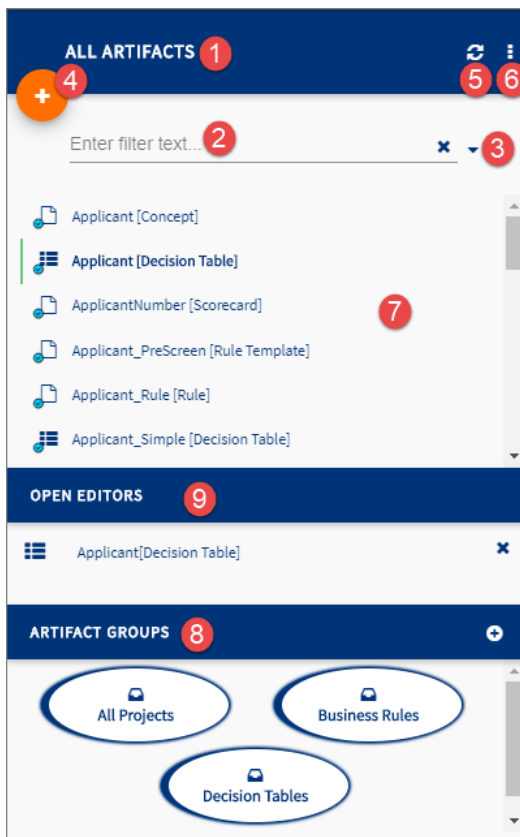 ALL ARTIFACTS 1
4
5 6
Enter filter text... 2
3
Applicant [Concept]
Applicant [Decision Table]
ApplicantNumber [Scorecard]
7
Applicant_PreScreen [Rule Template]
Applicant_Rule [Rule]
Applicant_Simple [Decision Table]
OPEN EDITORS 9
Applicant[Decision Table]
ARTIFACT GROUPS 8
All Projects
Business Rules
Decision Tables